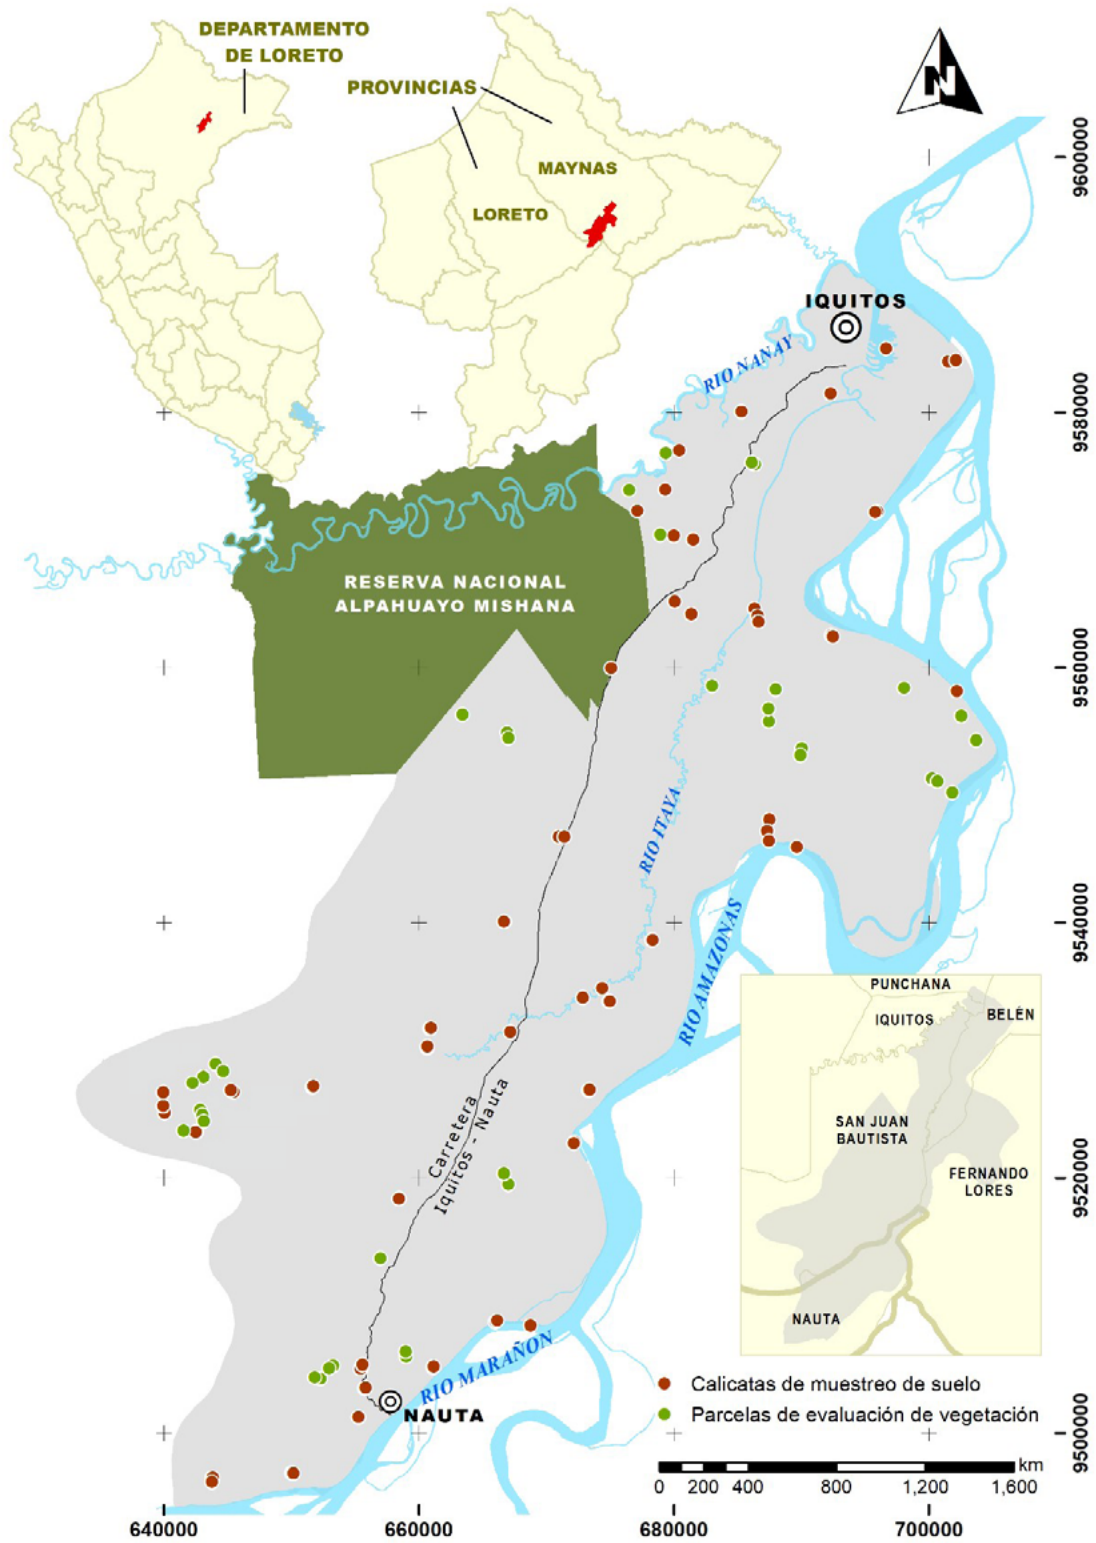 DEPARTAMENTO
DE LORETO
PROVINCIAS
MAYNAS
LORETO
N
IQUITOS
RIO NANAY
RESERVA NACIONAL
ALPAHUAYO MISHANA
RIO ITAYA
RIO AMAZONAS
Carretera
Iquitos - Nauta
RIO MARAÑON
NAUTA
PUNCHANA
IQUITOS
BELÉN
SAN JUAN
BAUTISTA
FERNANDO
LORES
NAUTA
Calicatas de muestreo de suelo
Parcelas de evaluación de vegetación
km
0 200 400 800 1,200 1,600
9600000
9580000
9560000
9540000
9520000
9500000
640000 660000 680000 700000